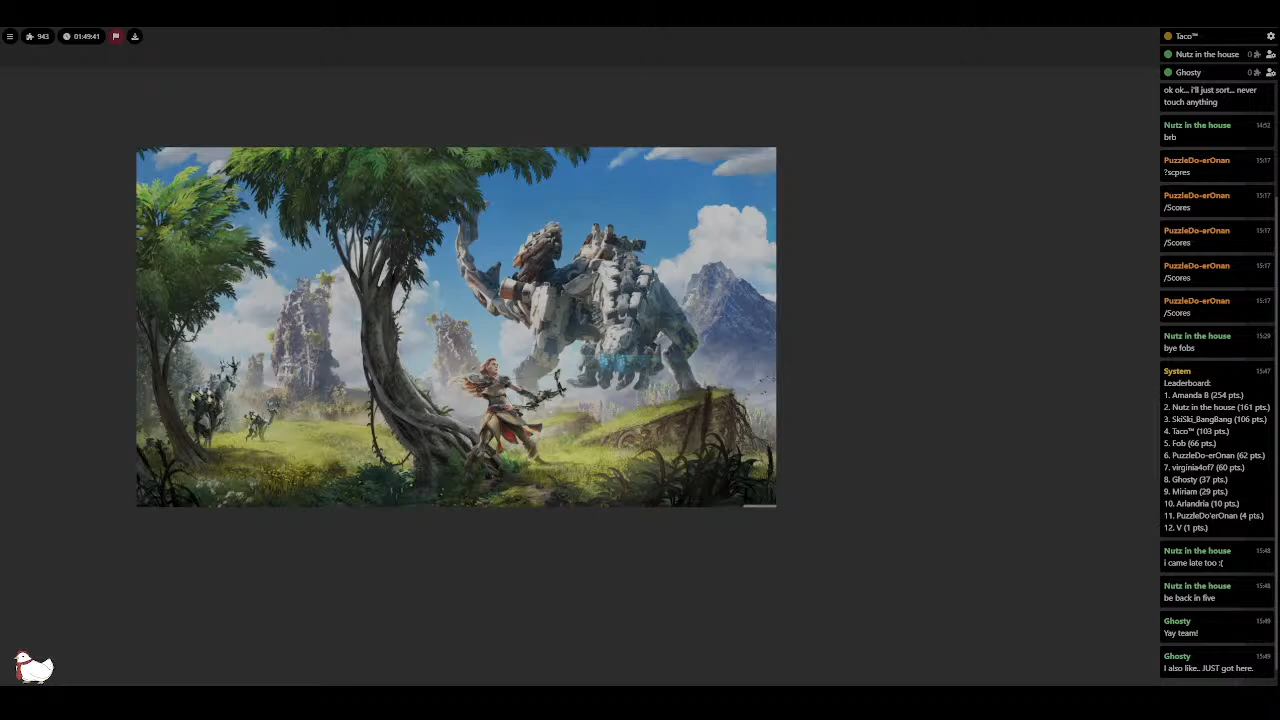 943
01:49:41
Taco™
Nutz in the house 0
Ghosty 0
ok ok... i'll just sort... never
touch anything
Nutz in the house 14:52
brb
PuzzleDo-erOnan 15:17
?scpres
PuzzleDo-erOnan 15:17
/Scores
PuzzleDo-erOnan 15:17
/Scores
PuzzleDo-erOnan 15:17
/Scores
PuzzleDo-erOnan 15:17
/Scores
Nutz in the house 15:29
bye fobs
System 15:47
Leaderboard:
1. Amanda B (254 pts.)
2. Nutz in the house (161 pts.)
3. SkiSki_BangBang (106 pts.)
4. Taco™ (103 pts.)
5. Fob (66 pts.)
6. PuzzleDo-erOnan (62 pts.)
7. virginia4of7 (60 pts.)
8. Ghosty (37 pts.)
9. Miriam (29 pts.)
10. Arlandria (10 pts.)
11. PuzzleDo'erOnan (4 pts.)
12. V (1 pts.)
Nutz in the house 15:48
i came late too :(
Nutz in the house 15:48
be back in five
Ghosty 15:49
Yay team!
Ghosty 15:49
I also like.. JUST got here.